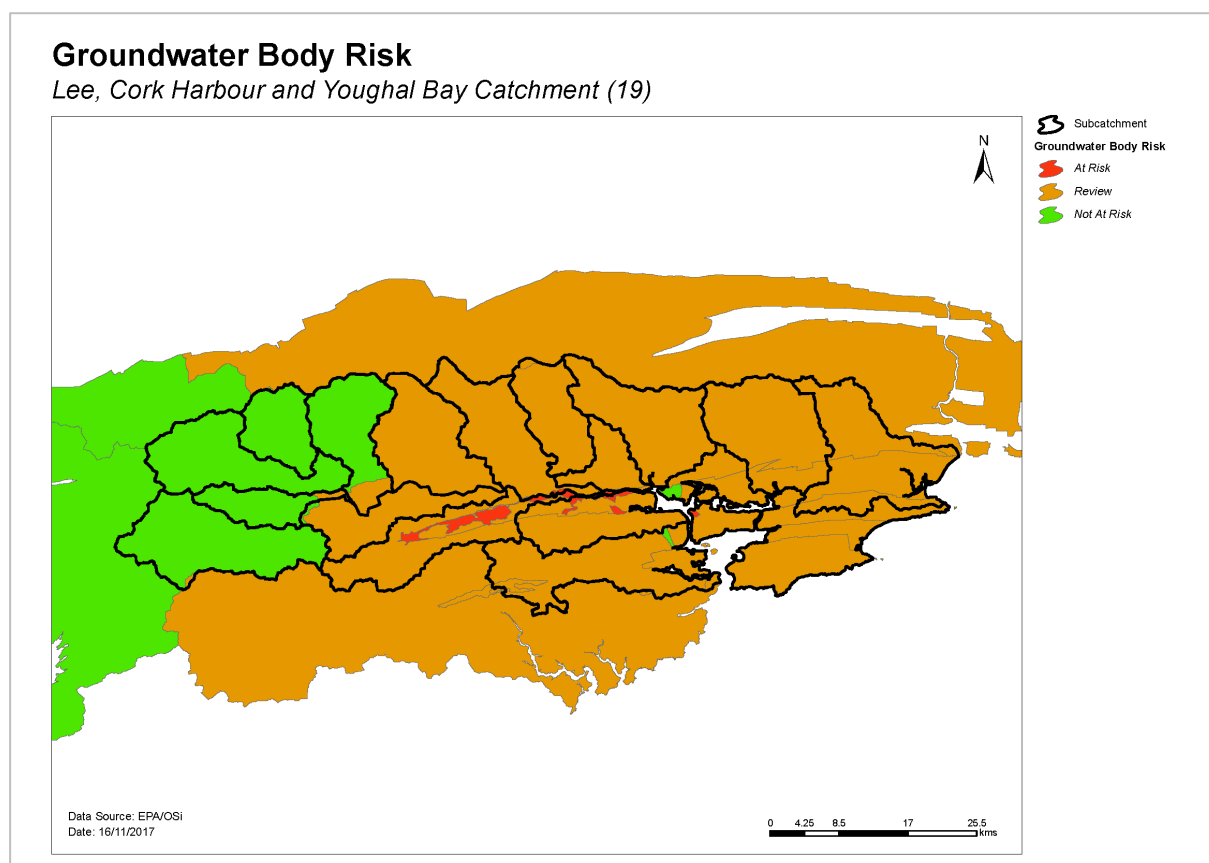 Groundwater Body Risk
Lee, Cork Harbour and Youghal Bay Catchment (19)
N
Subcatchment
Groundwater Body Risk
At Risk
Review
Not At Risk
Data Source: EPA/OSi
Date: 16/11/2017
0 4.25 8.5 17 25.5
kms